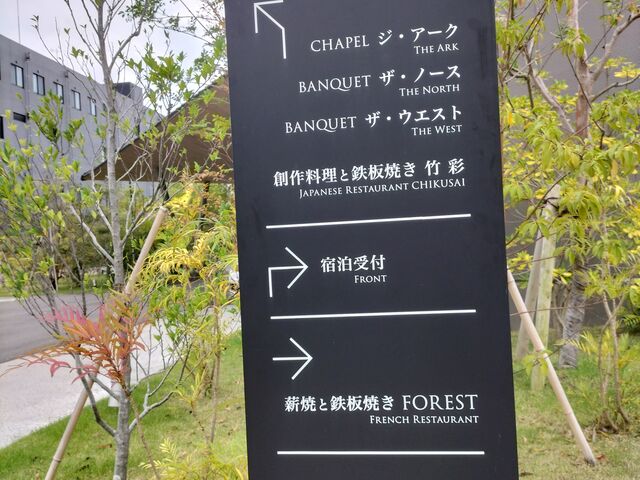 CHAPEL ジ・アーク
THE ARK
BANQUET ザ・ノース
THE NORTH
BANQUET ザ・ウエスト
THE WEST
創作料理と鉄板焼き 竹彩
JAPANESE RESTAURANT CHIKUSAI
宿泊受付
FRONT
薪焼と鉄板焼き FOREST
FRENCH RESTAURANT